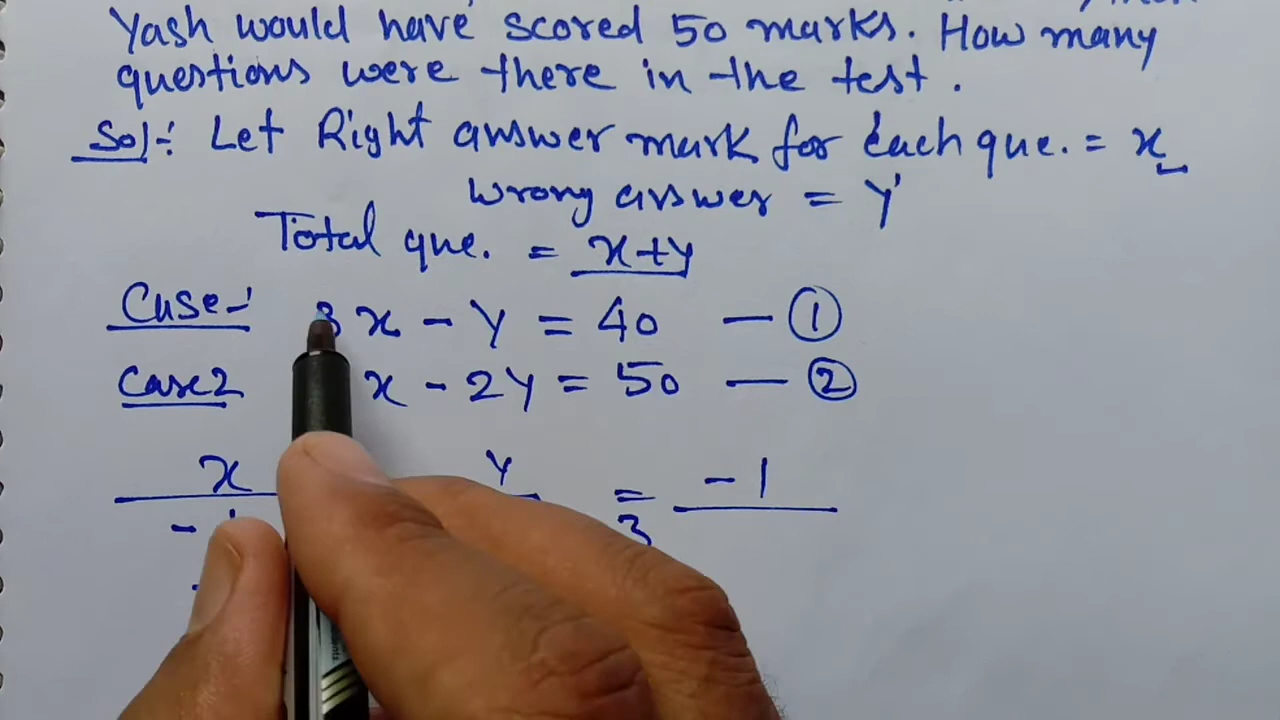 Yash would have scored 50 marks. How many
questions were there in the test.
Sol:- Let Right answer mark for Each que. = x
Wrong answer = Y
Total que. = x+y
Case-1 3x - Y = 40 — ①
Case2 x - 2Y = 50 — ②
x Y = -1
- 3